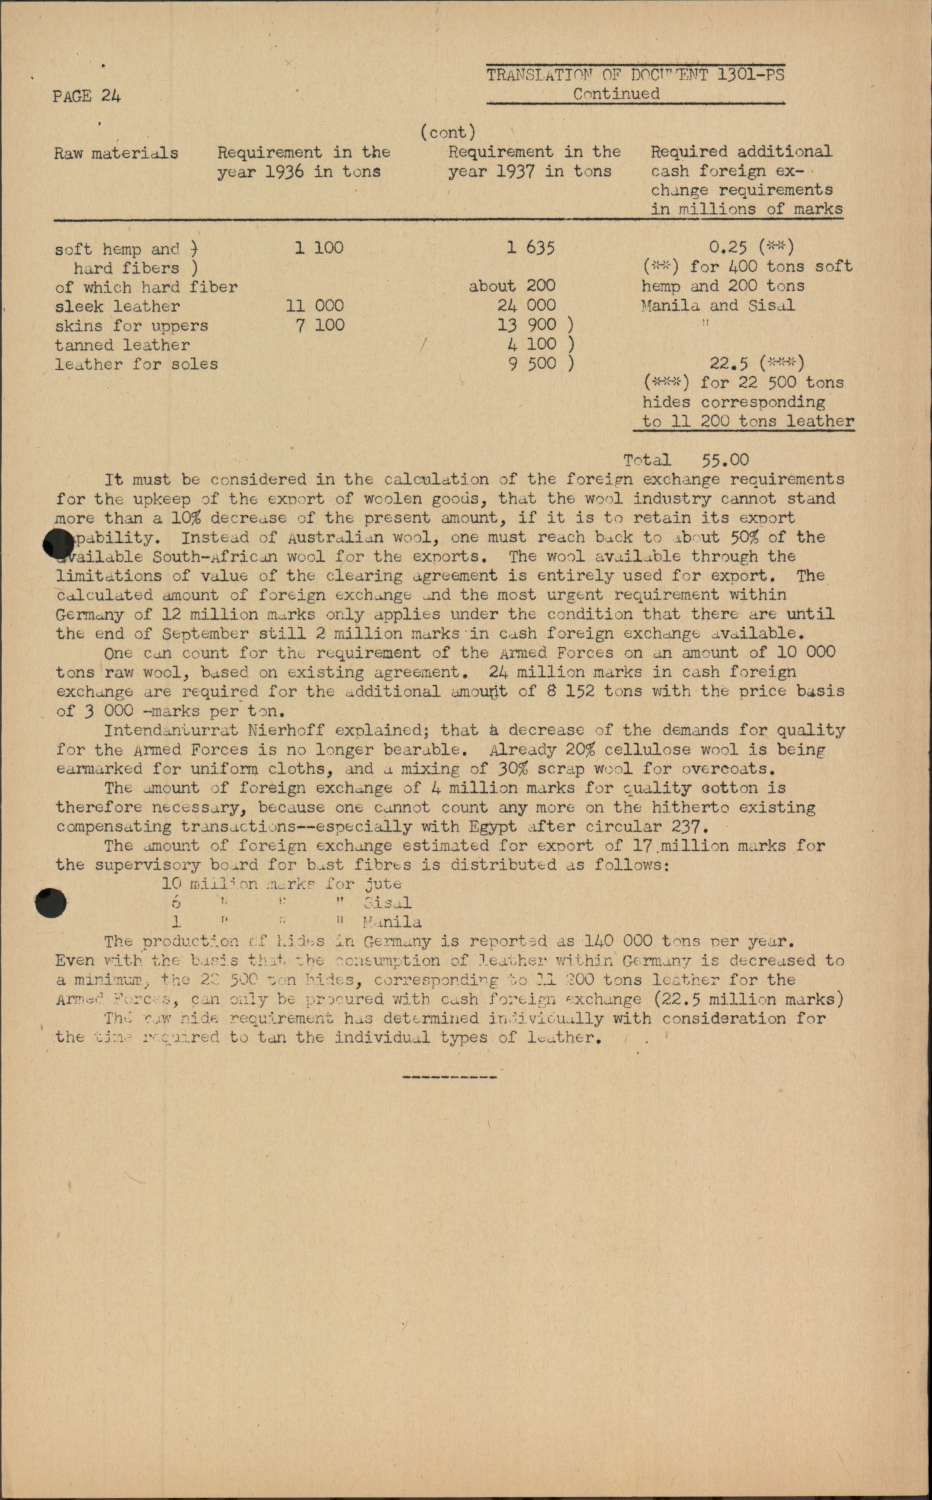 TRANSLATION OF DOCUMENT 1301-PS
PAGE 24 Continued
(cont)
Raw materials Requirement in the Requirement in the Required additional
year 1936 in tons year 1937 in tons cash foreign ex-
change requirements
in millions of marks
soft hemp and ) 1 100 1 635 0.25 (**)
hard fibers ) (**) for 400 tons soft
of which hard fiber about 200 hemp and 200 tons
sleek leather 11 000 24 000 Manila and Sisal
skins for uppers 7 100 13 900 ) "
tanned leather / 4 100 )
leather for soles 9 500 ) 22.5 (***)
(***) for 22 500 tons
hides corresponding
to 11 200 tons leather
Total 55.00
It must be considered in the calculation of the foreign exchange requirements
for the upkeep of the export of woolen goods, that the wool industry cannot stand
more than a 10% decrease of the present amount, if it is to retain its export
pability. Instead of Australian wool, one must reach back to about 50% of the
available South-African wool for the exports. The wool available through the
limitations of value of the clearing agreement is entirely used for export. The
calculated amount of foreign exchange and the most urgent requirement within
Germany of 12 million marks only applies under the condition that there are until
the end of September still 2 million marks in cash foreign exchange available.
One can count for the requirement of the Armed Forces on an amount of 10 000
tons raw wool, based on existing agreement. 24 million marks in cash foreign
exchange are required for the additional amount of 8 152 tons with the price basis
of 3 000 -marks per ton.
Intendanturrat Nierhoff explained; that a decrease of the demands for quality
for the Armed Forces is no longer bearable. Already 20% cellulose wool is being
earmarked for uniform cloths, and a mixing of 30% scrap wool for overcoats.
The amount of foreign exchange of 4 million marks for quality cotton is
therefore necessary, because one cannot count any more on the hitherto existing
compensating transactions--especially with Egypt after circular 237.
The amount of foreign exchange estimated for export of 17 million marks for
the supervisory board for bast fibres is distributed as follows:
10 million marks for jute
6 " " " Sisal
1 " " " Manila
The production of hides in Germany is reported as 140 000 tons per year.
Even with the basis that the consumption of leather within Germany is decreased to
a minimum, the 22 500 ton hides, corresponding to 11 200 tons leather for the
Armed Forces, can only be procured with cash foreign exchange (22.5 million marks)
The raw hide requirement has determined individually with consideration for
the time required to tan the individual types of leather.
----------